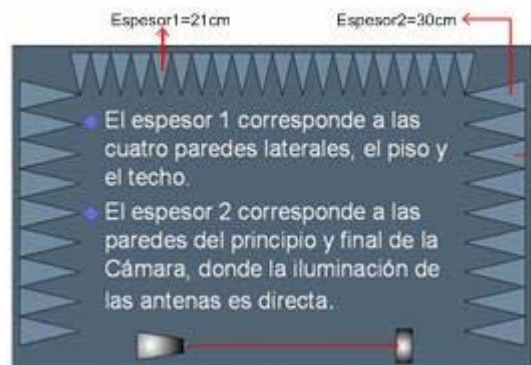 Espesor1=21cm
Espesor2=30cm
El espesor 1 corresponde a las
cuatro paredes laterales, el piso y
el techo.
El espesor 2 corresponde a las
paredes del principio y final de la
Cámara, donde la iluminación de
las antenas es directa.